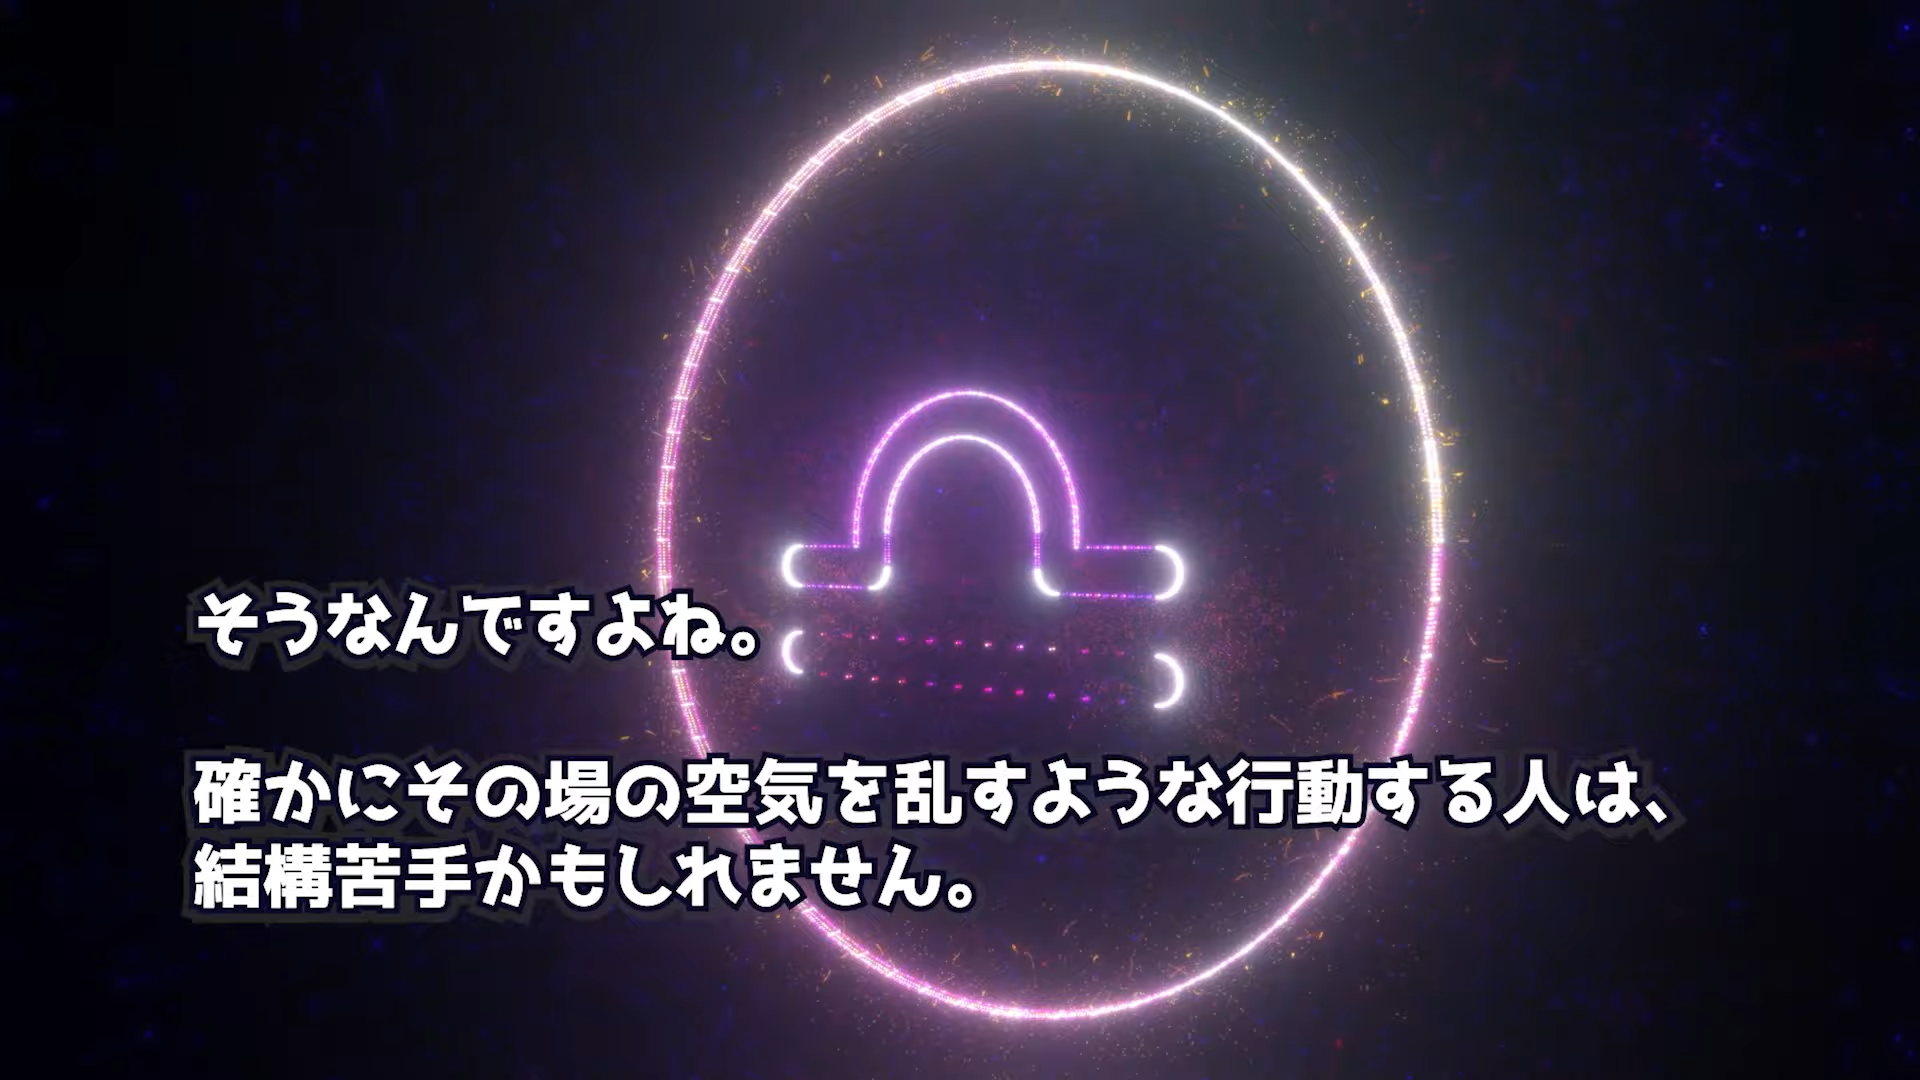 そうなんですよね。
確かにその場の空気を乱すような行動する人は、
結構苦手かもしれません。